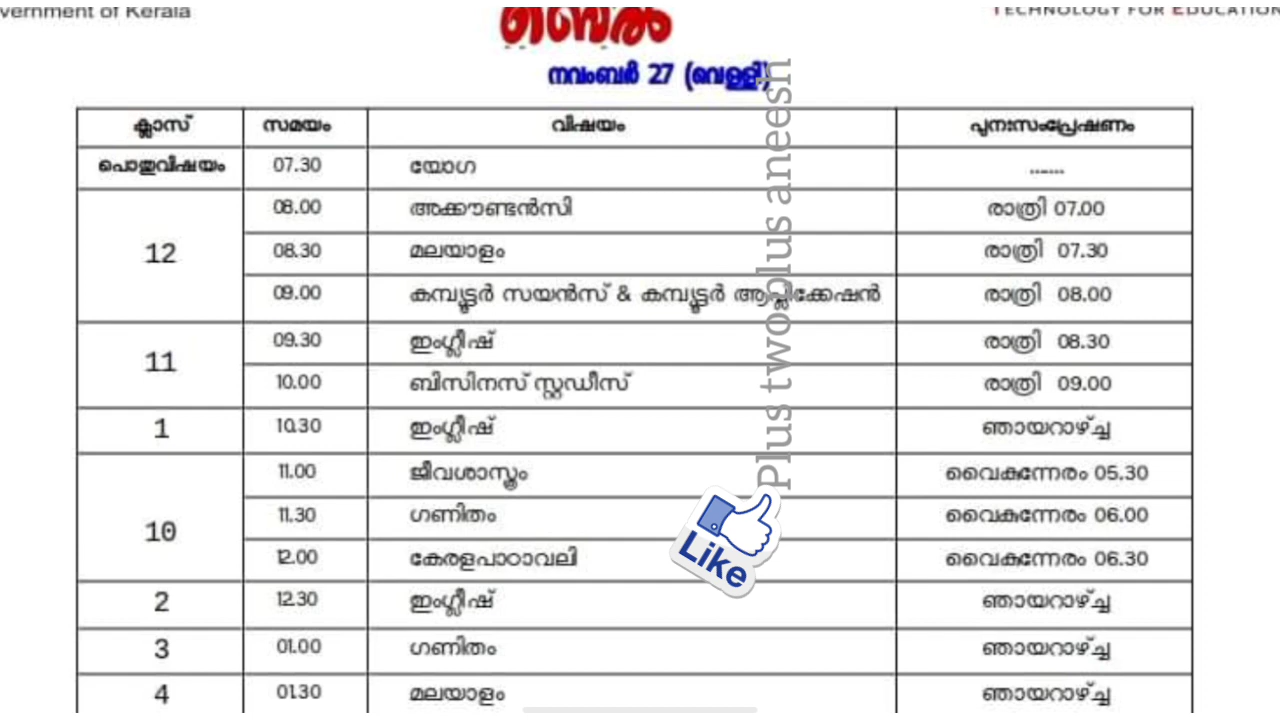 vernment of Kerala
TECHNOLOGY FOR EDUCATION
നവംബർ 27 (വെള്ളി)
ക്ലാസ് സമയം വിഷയം പുനഃസംപ്രേഷണം
പൊതുവിഷയം 07.30 യോഗ .......
12 08.00 അക്കൗണ്ടൻസി രാത്രി 07.00
08.30 മലയാളം രാത്രി 07.30
09.00 കമ്പ്യൂട്ടർ സയൻസ് & കമ്പ്യൂട്ടർ ആപ്ലിക്കേഷൻ രാത്രി 08.00
11 09.30 ഇംഗ്ലീഷ് രാത്രി 08.30
10.00 ബിസിനസ് സ്റ്റഡീസ് രാത്രി 09.00
1 10.30 ഇംഗ്ലീഷ് ഞായറാഴ്ച്ച
10 11.00 ജീവശാസ്ത്രം വൈകുന്നേരം 05.30
11.30 ഗണിതം വൈകുന്നേരം 06.00
12.00 കേരളപാഠാവലി വൈകുന്നേരം 06.30
2 12.30 ഇംഗ്ലീഷ് ഞായറാഴ്ച്ച
3 01.00 ഗണിതം ഞായറാഴ്ച്ച
4 01.30 മലയാളം ഞായറാഴ്ച്ച
Plus two plus aneesh
Like